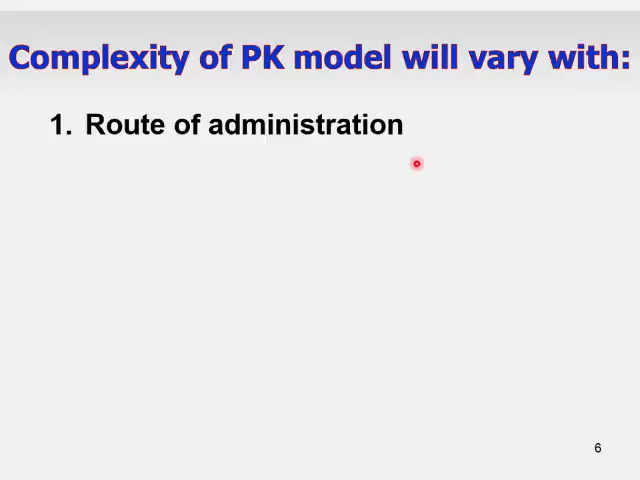 Complexity of PK model will vary with:
1. Route of administration
6